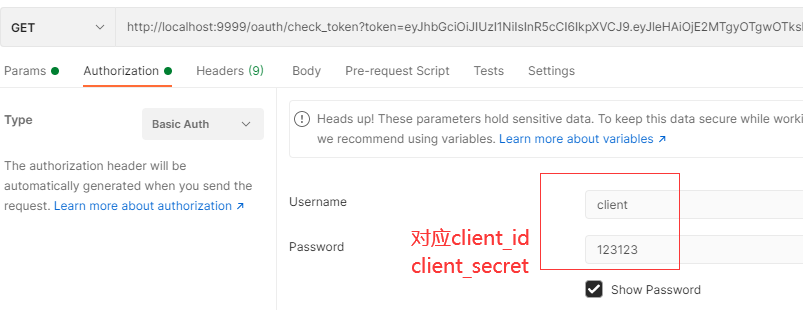 GET http://localhost:9999/oauth/check_token?token=eyJhbGciOiJIUzI1NiIsInR5cCI6IkpXVCJ9.eyJleHAiOjE2MTgyOTgwOTks
Params Authorization Headers (9) Body Pre-request Script Tests Settings
Type Basic Auth
The authorization header will be
automatically generated when you send the
request. Learn more about authorization ↗
Heads up! These parameters hold sensitive data. To keep this data secure while worki
we recommend using variables. Learn more about variables ↗
Username client
Password 123123
对应client_id
client_secret
Show Password